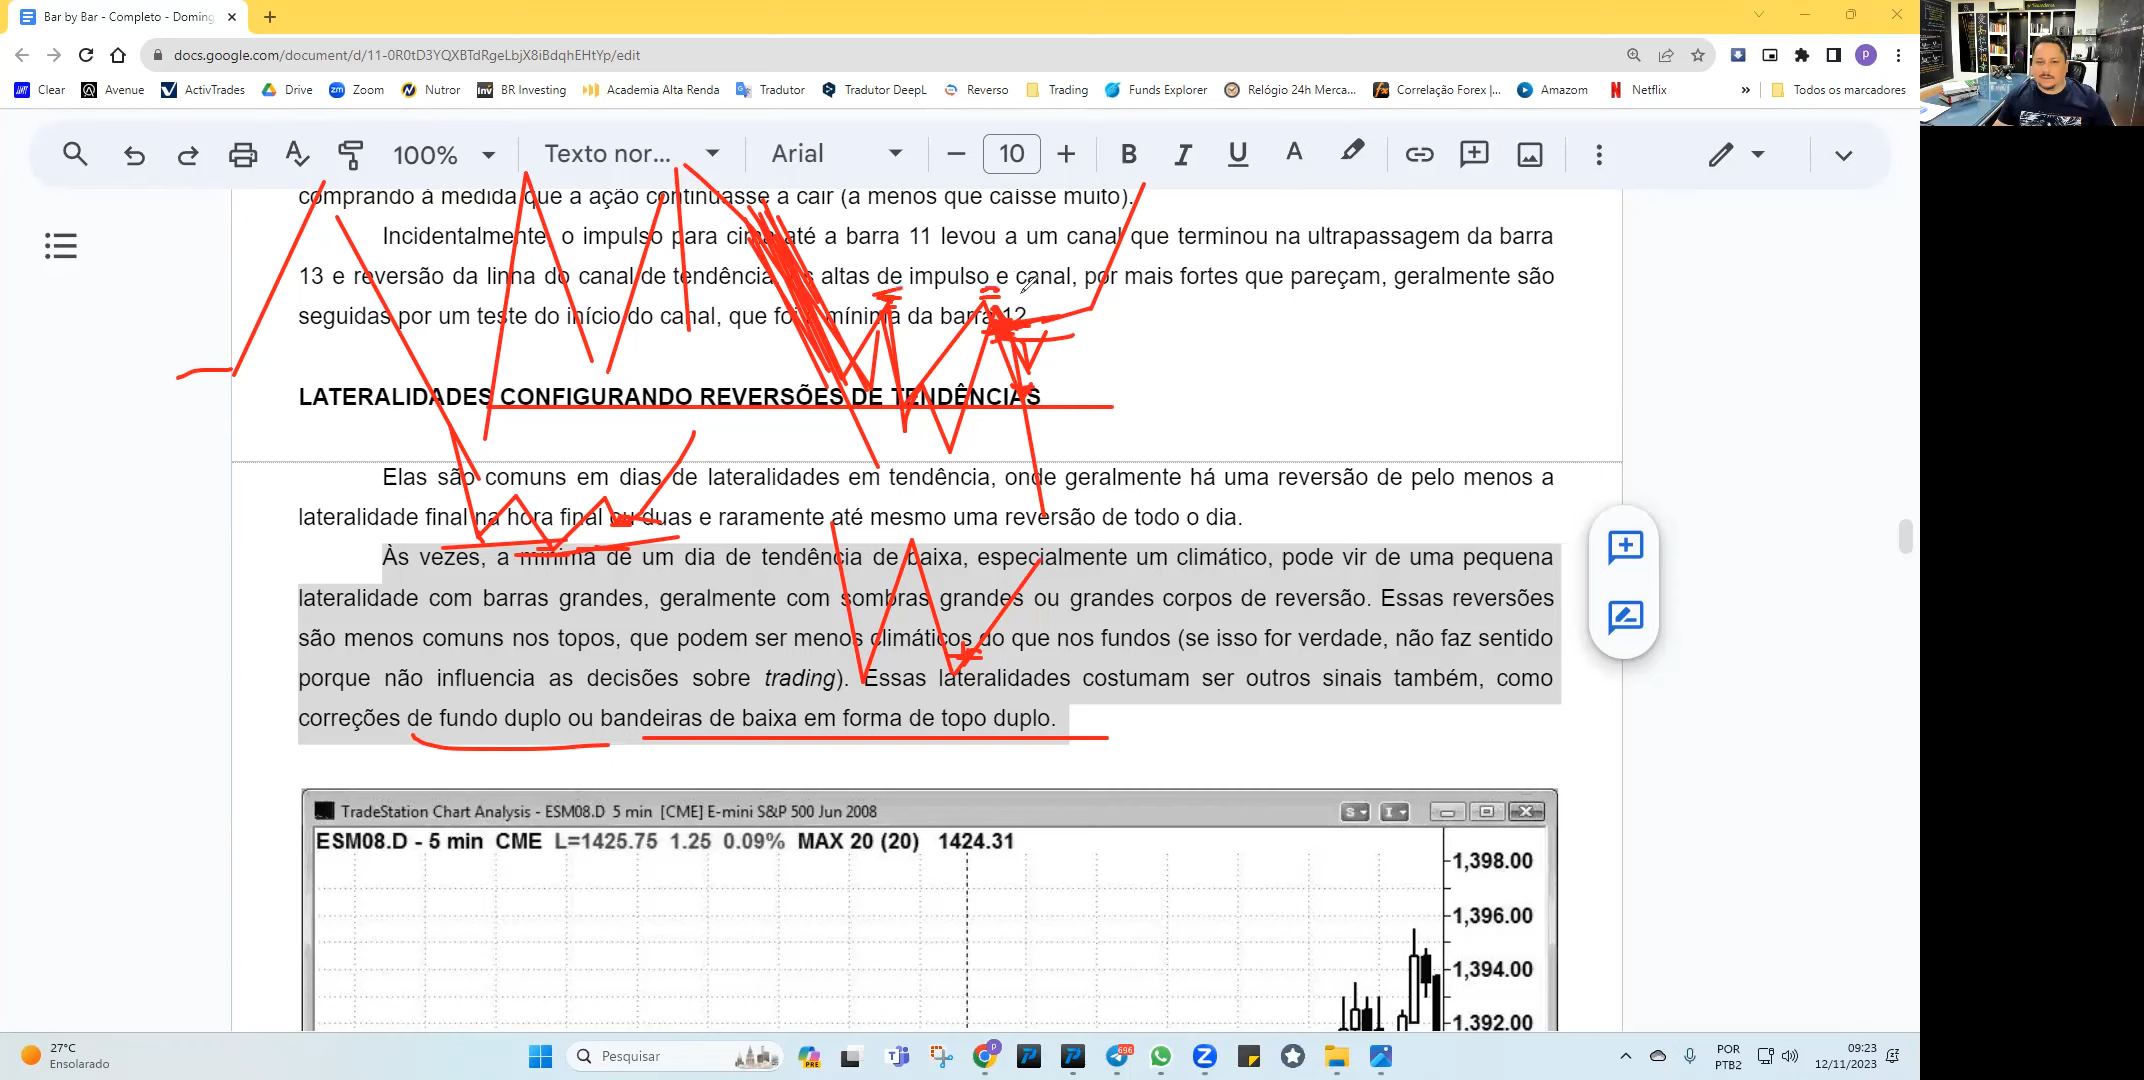 Bar by Bar - Completo - Doming
docs.google.com/document/d/11-0R0tD3YQXBTdRgeLbjX8iBdqhEHtYp/edit
Clear Avenue ActivTrades Drive Zoom Nutror BR Investing Academia Alta Renda Tradutor Tradutor DeepL Reverso Trading Funds Explorer Relógio 24h Merca... Correlação Forex |... Amazom Netflix » Todos os marcadores
100% Texto nor... Arial 10 B I U A
comprando à medida que a ação continuasse a cair (a menos que caísse muito).
Incidentalmente, o impulso para cima até a barra 11 levou a um canal que terminou na ultrapassagem da barra
13 e reversão da linha do canal de tendência. As altas de impulso e canal, por mais fortes que pareçam, geralmente são
seguidas por um teste do início do canal, que foi a mínima da barra 12.
LATERALIDADES CONFIGURANDO REVERSÕES DE TENDÊNCIAS
Elas são comuns em dias de lateralidades em tendência, onde geralmente há uma reversão de pelo menos a
lateralidade final na hora final ou duas e raramente até mesmo uma reversão de todo o dia.
Às vezes, a mínima de um dia de tendência de baixa, especialmente um climático, pode vir de uma pequena
lateralidade com barras grandes, geralmente com sombras grandes ou grandes corpos de reversão. Essas reversões
são menos comuns nos topos, que podem ser menos climáticos do que nos fundos (se isso for verdade, não faz sentido
porque não influencia as decisões sobre trading). Essas lateralidades costumam ser outros sinais também, como
correções de fundo duplo ou bandeiras de baixa em forma de topo duplo.
TradeStation Chart Analysis - ESM08.D 5 min [CME] E-mini S&P 500 Jun 2008
ESM08.D - 5 min CME L=1425.75 1.25 0.09% MAX 20 (20) 1424.31
1,398.00
1,396.00
1,394.00
1,392.00
27°C
Ensolarado
Pesquisar
PRE
696
POR
PTB2
09:23
12/11/2023